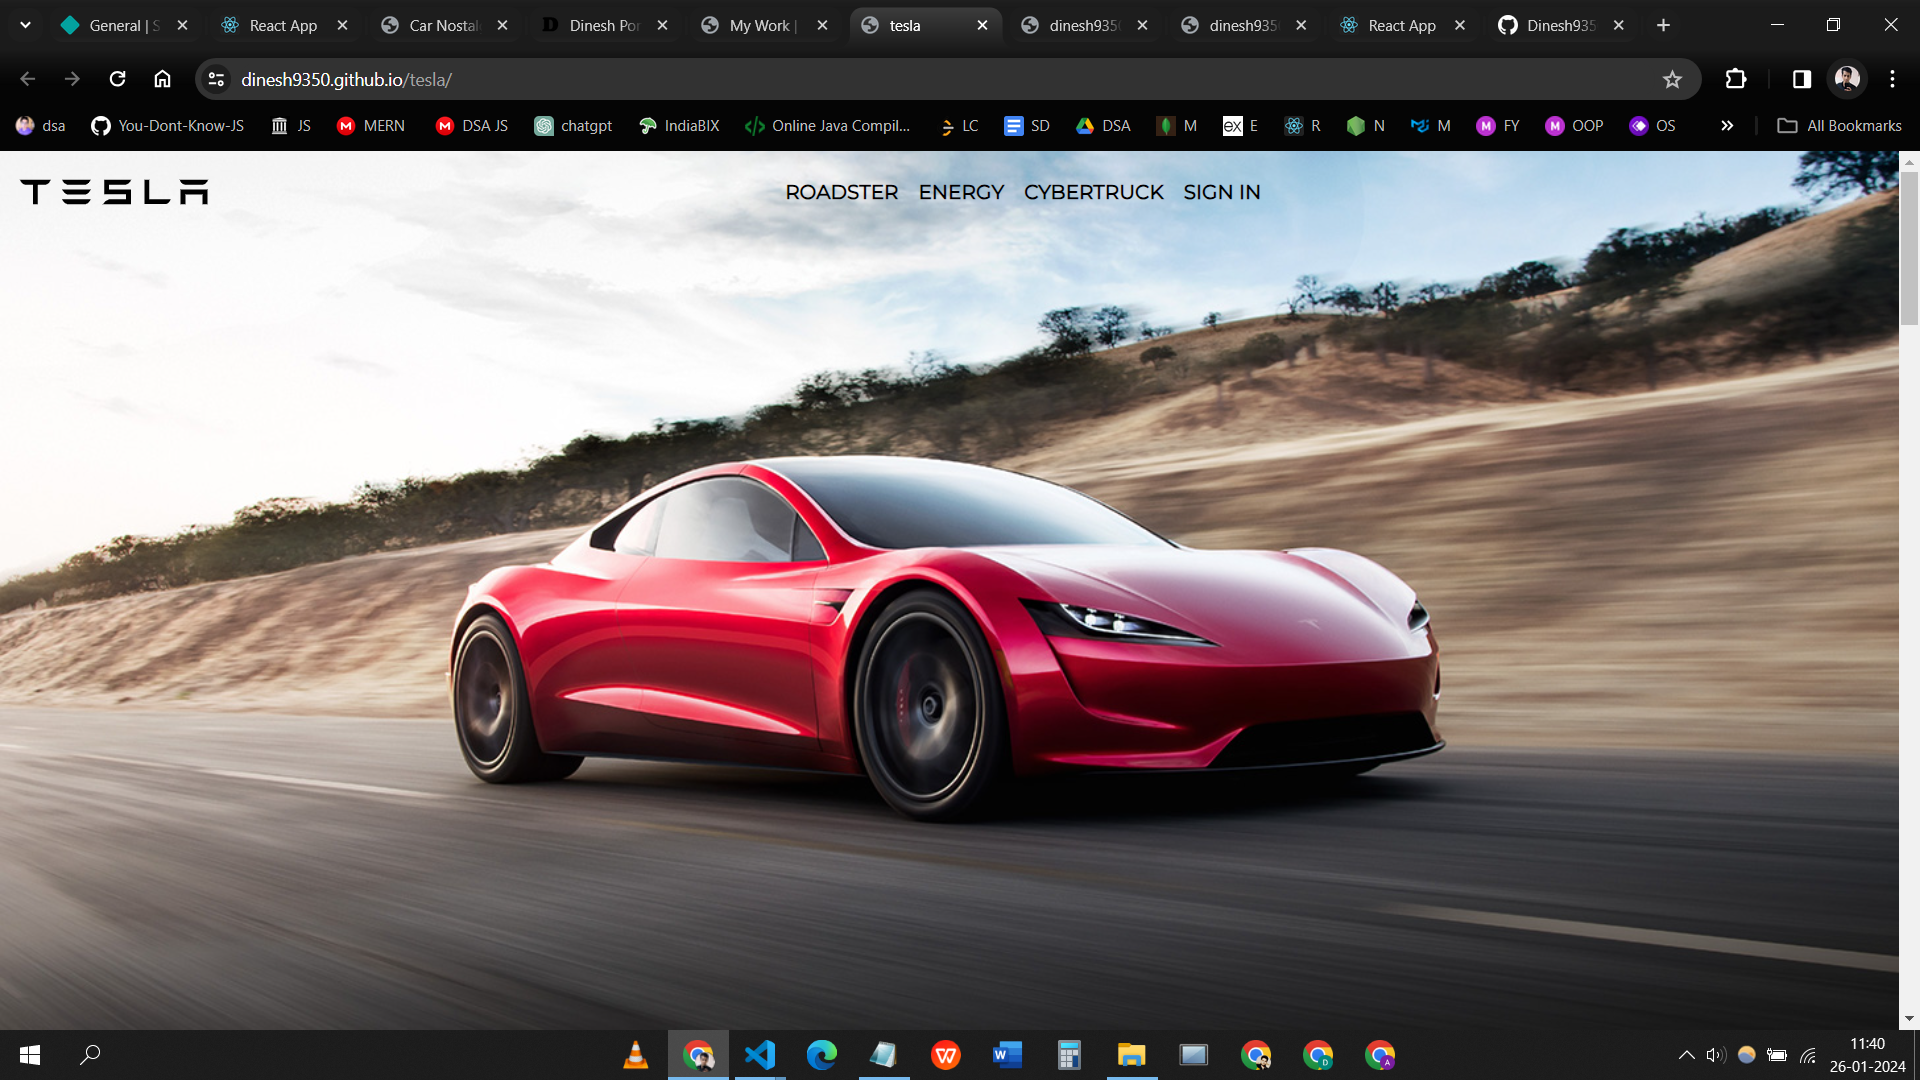 General | S
React App
Car Nostal
Dinesh Por
My Work |
tesla
dinesh935
dinesh935
React App
Dinesh935
dinesh9350.github.io/tesla/
dsa You-Dont-Know-JS JS MERN DSA JS chatgpt IndiaBIX Online Java Compil... LC SD DSA M E R N M FY OOP OS » All Bookmarks
TESLA ROADSTER ENERGY CYBERTRUCK SIGN IN
11:40
26-01-2024